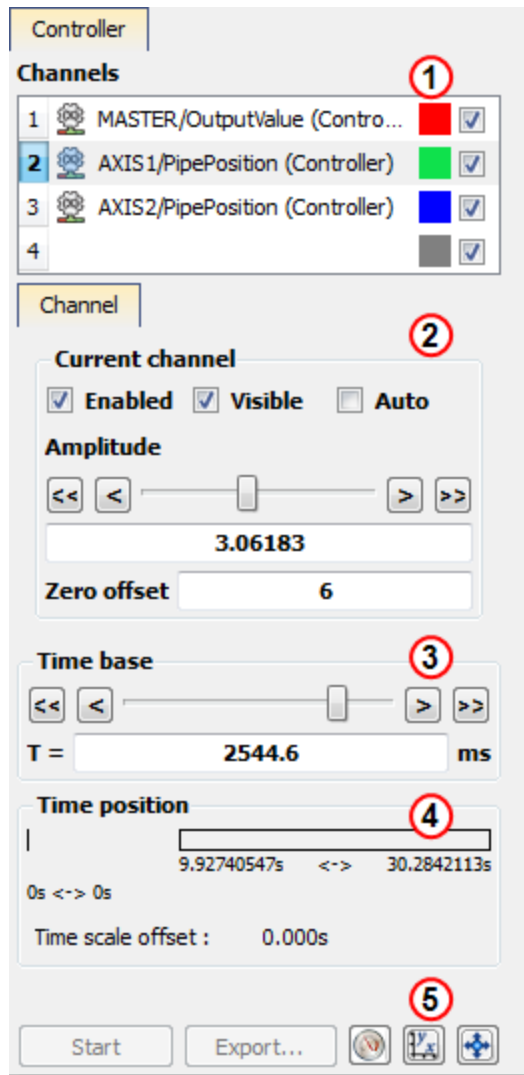 Controller
Channels
1
1 MASTER/OutputValue (Contro...
2 AXIS1/PipePosition (Controller)
3 AXIS2/PipePosition (Controller)
4
Channel
2
Current channel
Enabled Visible Auto
Amplitude
<< < > >>
3.06183
Zero offset 6
Time base
3
<< < > >>
T = 2544.6 ms
Time position
4
9.92740547s <-> 30.2842113s
0s <-> 0s
Time scale offset : 0.000s
5
Start Export... y x